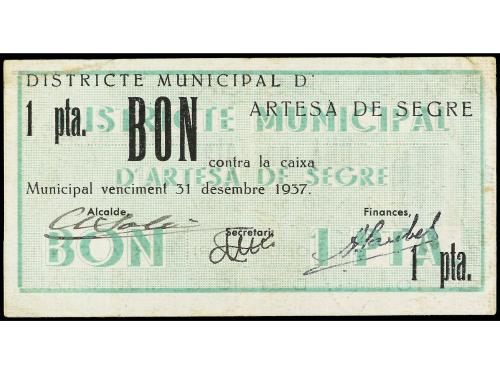 DISTRICTE MUNICIPAL D'
1 pta. BON ARTESA DE SEGRE
DISTRICTE MUNICIPAL
D'ARTESA DE SEGRE
contra la caixa
Municipal venciment 31 desembre 1937.
Alcalde, Secretari, Finances,
BON 1 PTA
1 pta.